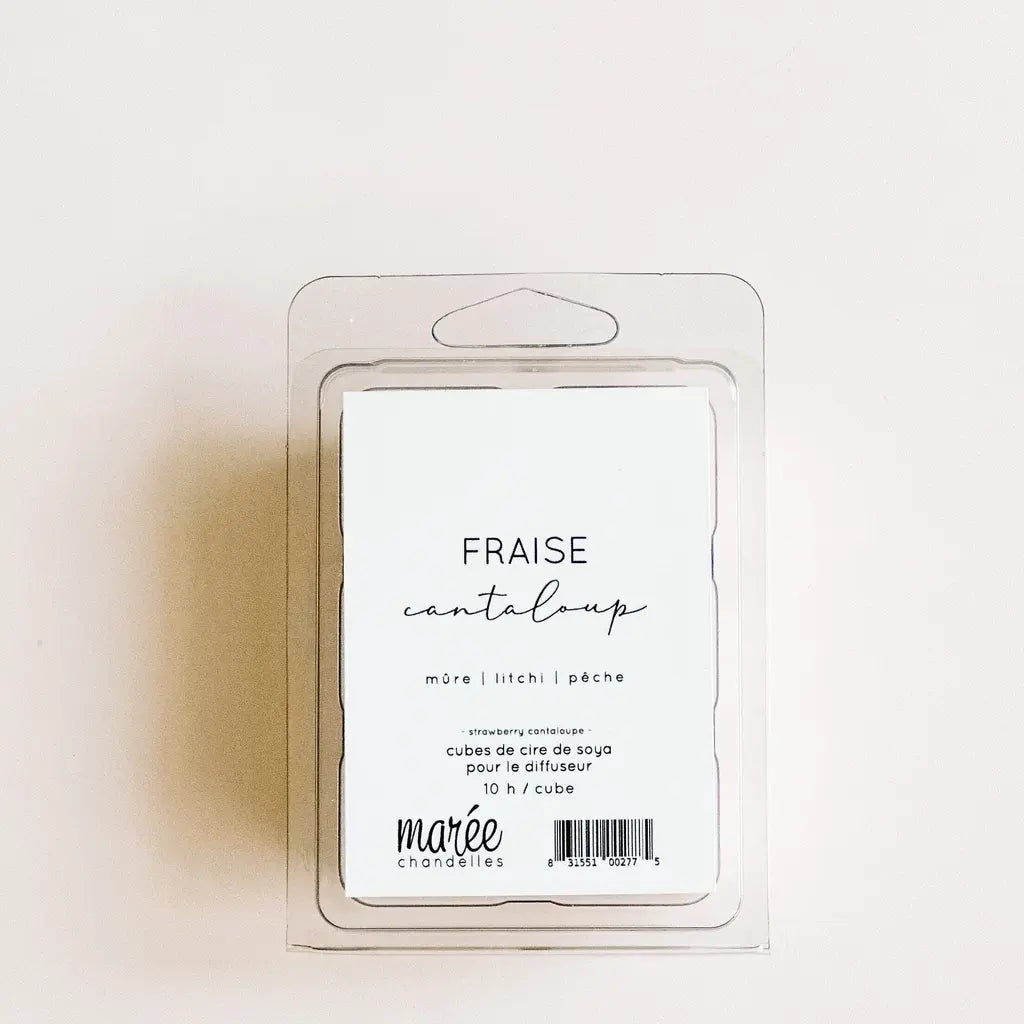 FRAISE
cantaloup
mûre | litchi | pêche
- strawberry cantaloupe -
cubes de cire de soya
pour le diffuseur
10 h / cube
marée
chandelles
8 31551 00277 5